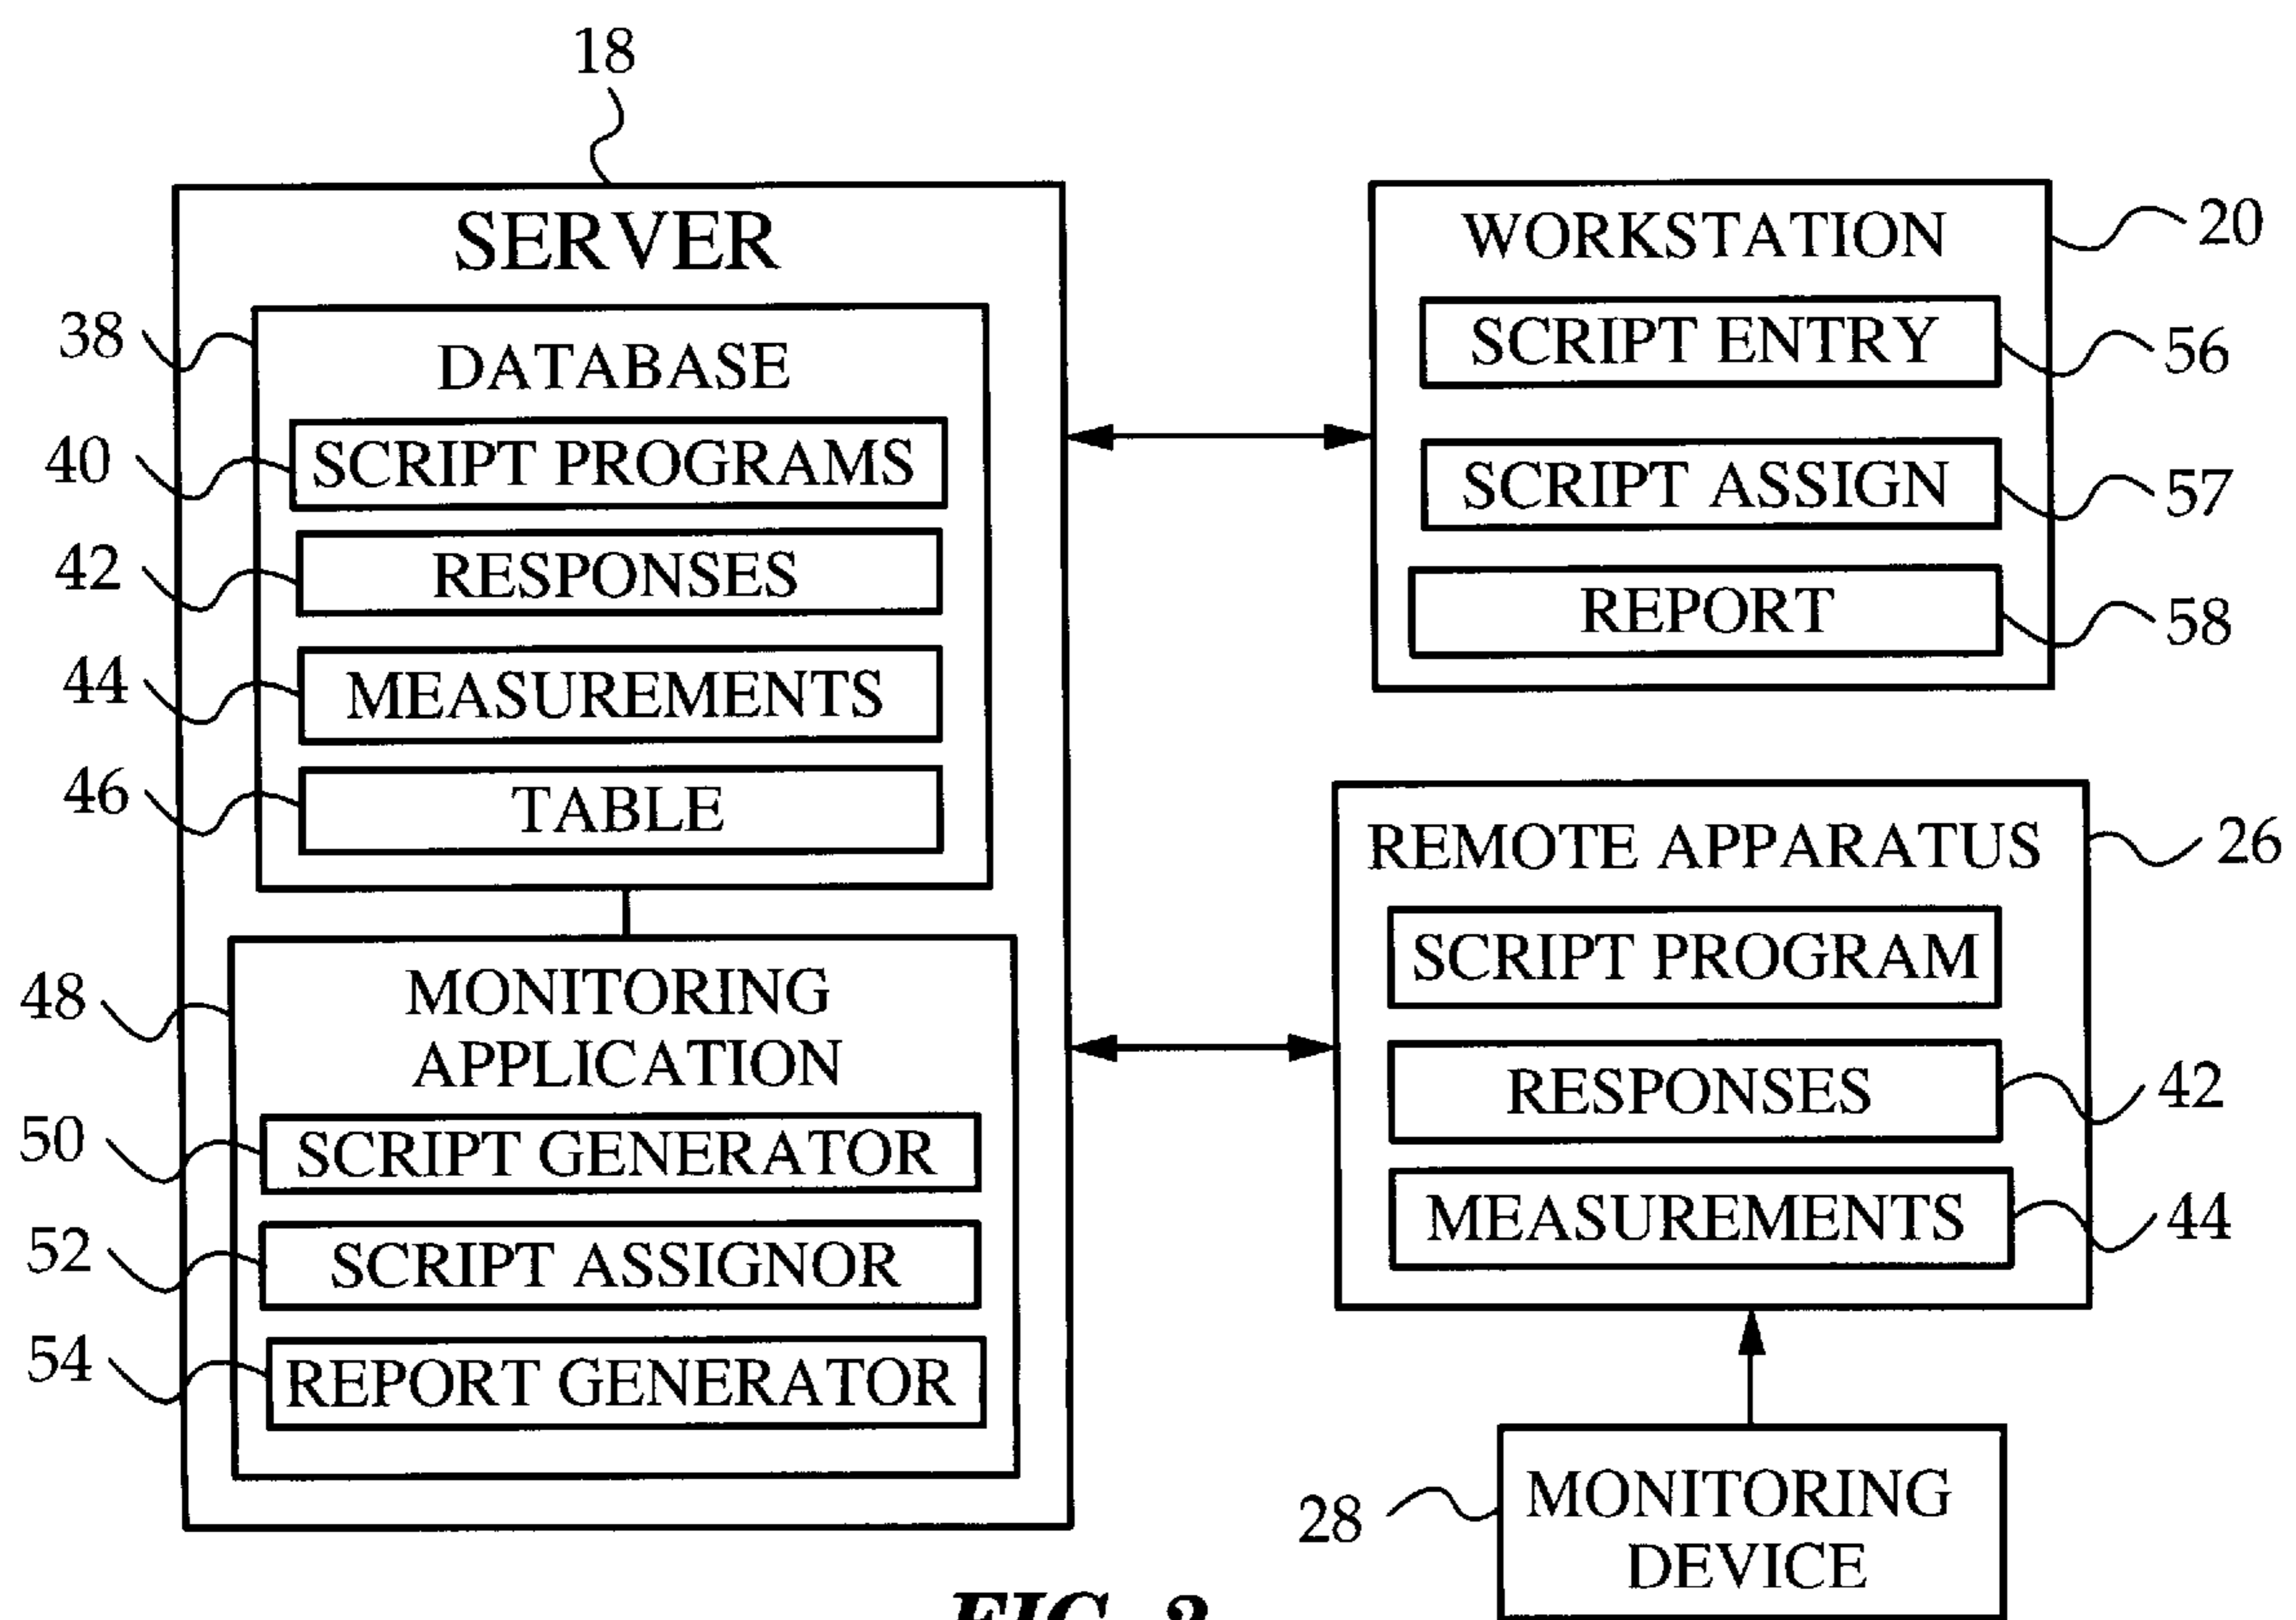 18
SERVER
38
DATABASE
40
SCRIPT PROGRAMS
42
RESPONSES
44
MEASUREMENTS
46
TABLE
48
MONITORING
APPLICATION
50
SCRIPT GENERATOR
52
SCRIPT ASSIGNOR
54
REPORT GENERATOR
WORKSTATION
20
SCRIPT ENTRY
56
SCRIPT ASSIGN
57
REPORT
58
REMOTE APPARATUS
26
SCRIPT PROGRAM
RESPONSES
42
MEASUREMENTS
44
28
MONITORING
DEVICE